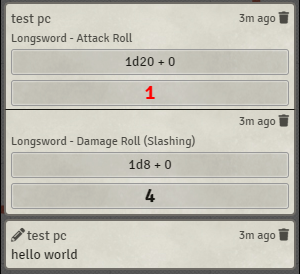 test pc 3m ago
Longsword - Attack Roll
1d20 + 0
1
3m ago
Longsword - Damage Roll (Slashing)
1d8 + 0
4
test pc 3m ago
hello world